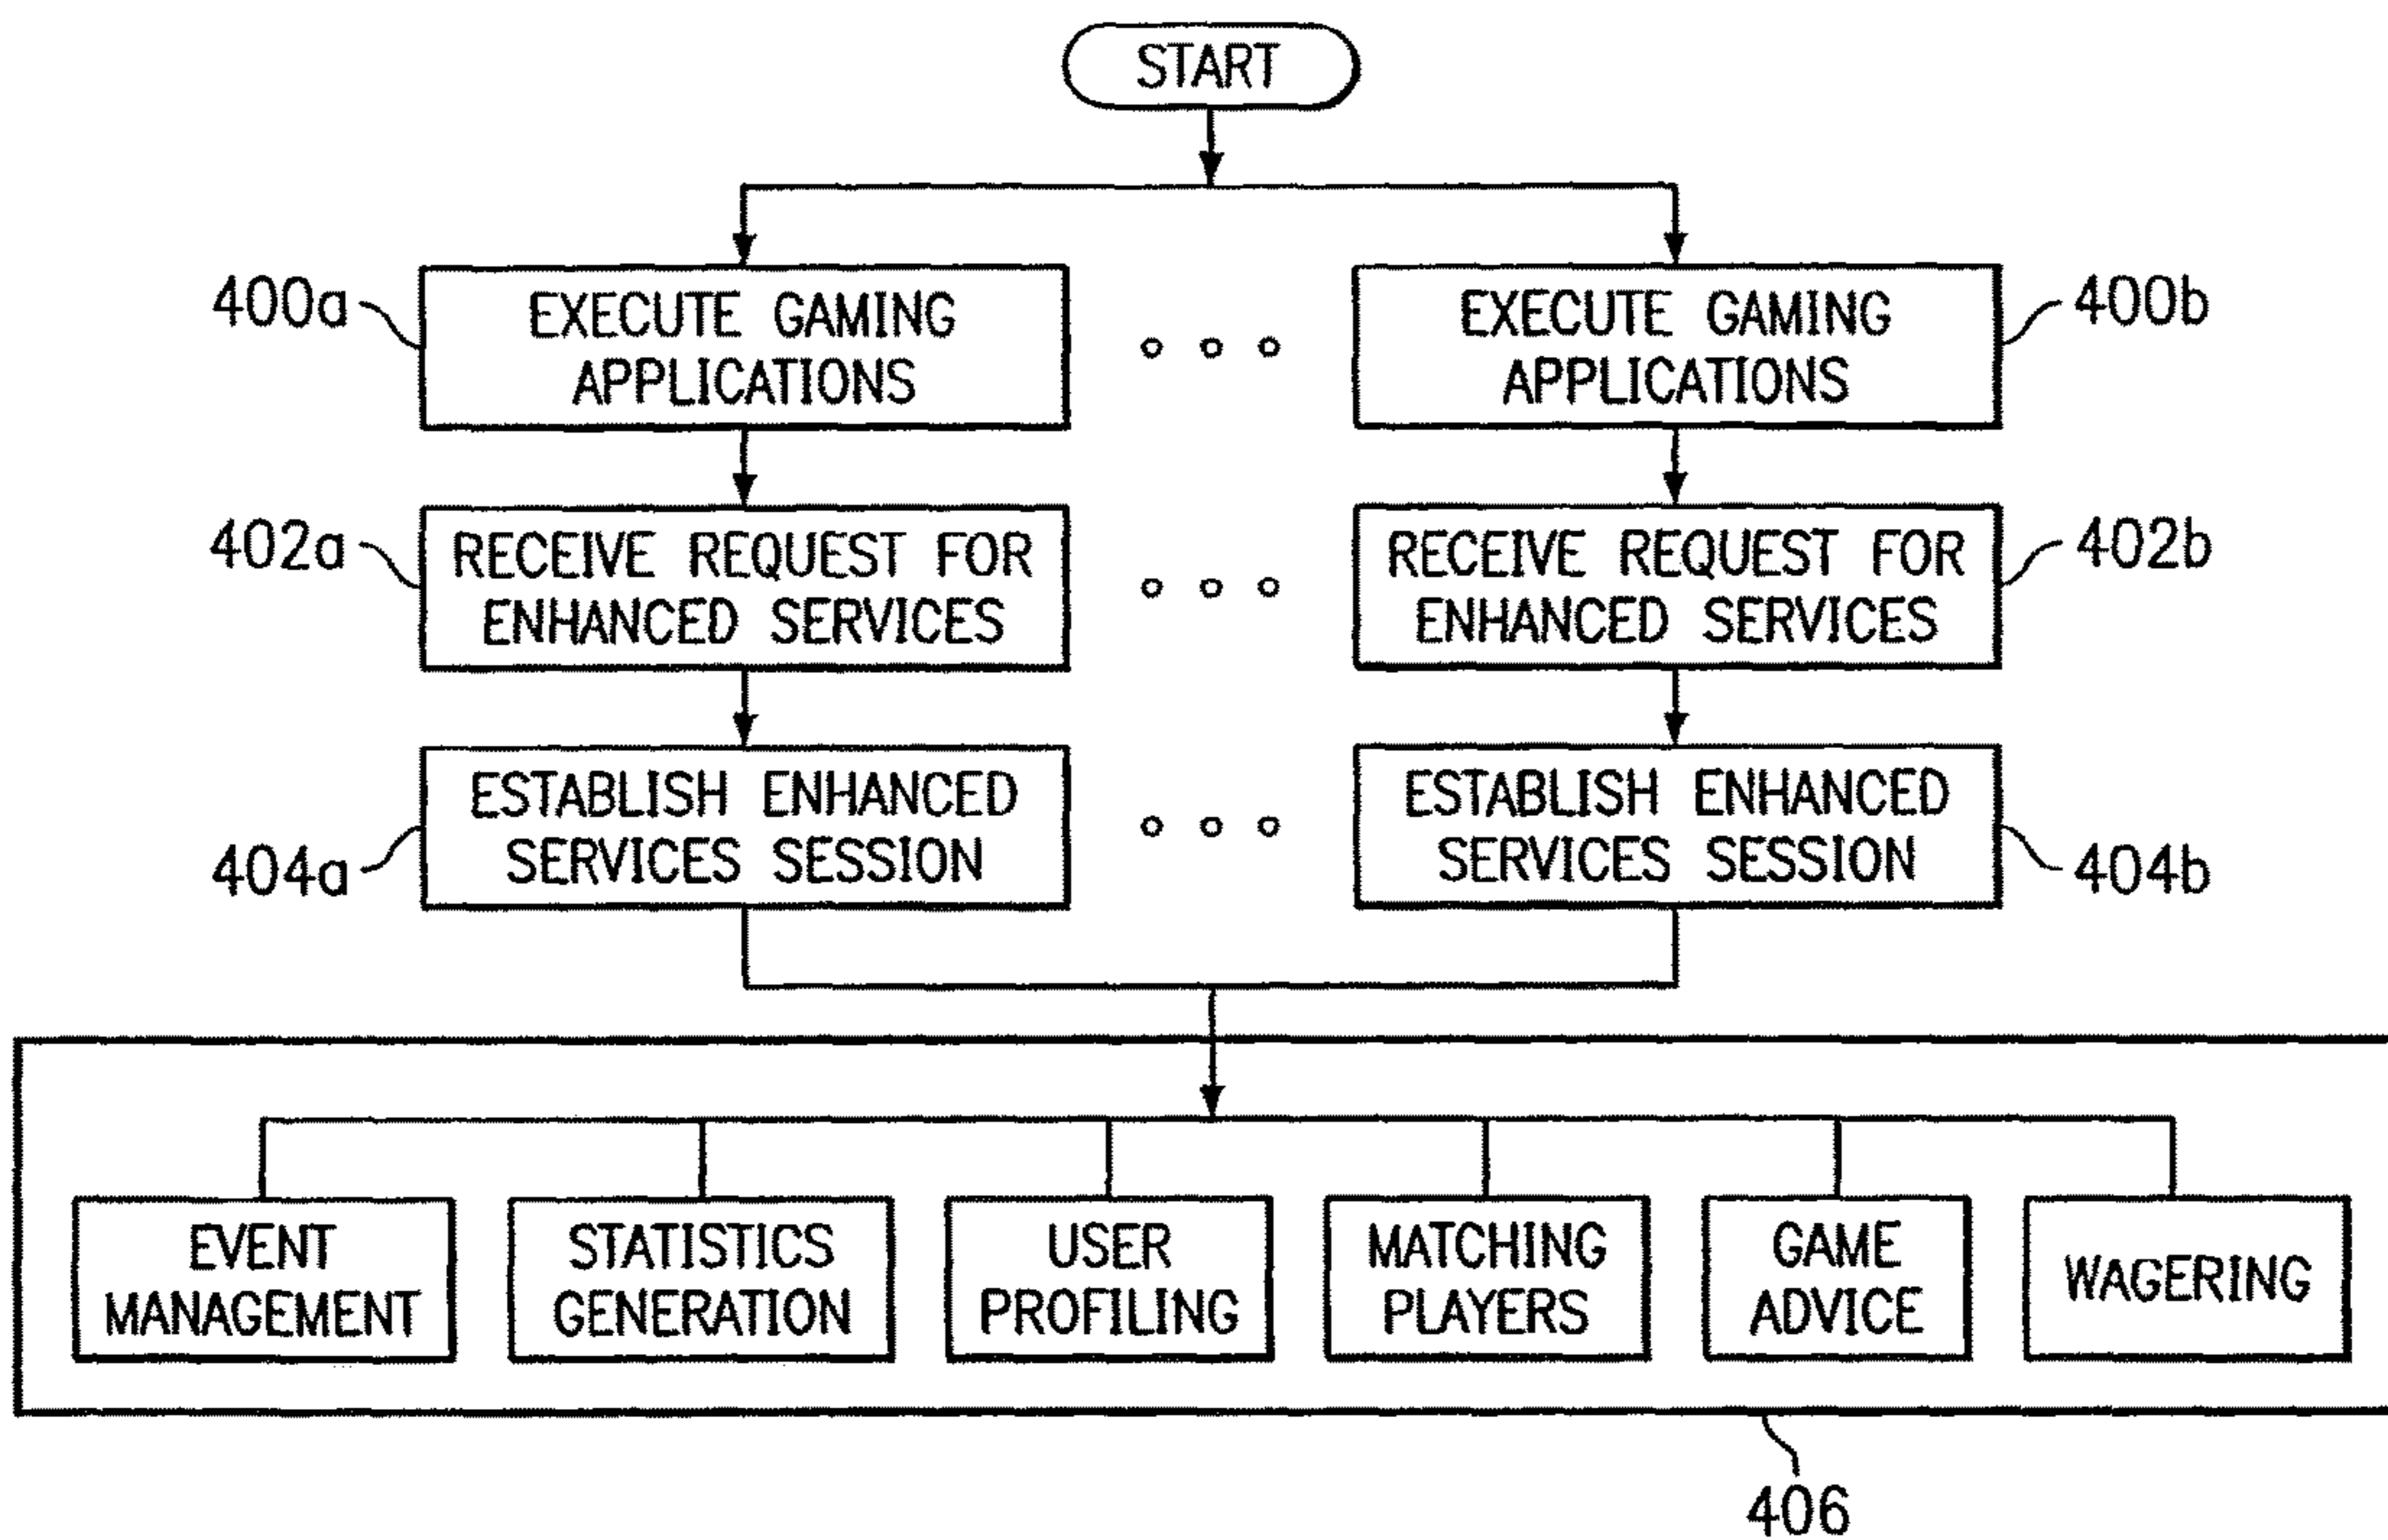 START
400a
EXECUTE GAMING
APPLICATIONS
EXECUTE GAMING
APPLICATIONS
400b
402a
RECEIVE REQUEST FOR
ENHANCED SERVICES
RECEIVE REQUEST FOR
ENHANCED SERVICES
402b
404a
ESTABLISH ENHANCED
SERVICES SESSION
ESTABLISH ENHANCED
SERVICES SESSION
404b
EVENT
MANAGEMENT
STATISTICS
GENERATION
USER
PROFILING
MATCHING
PLAYERS
GAME
ADVICE
WAGERING
406